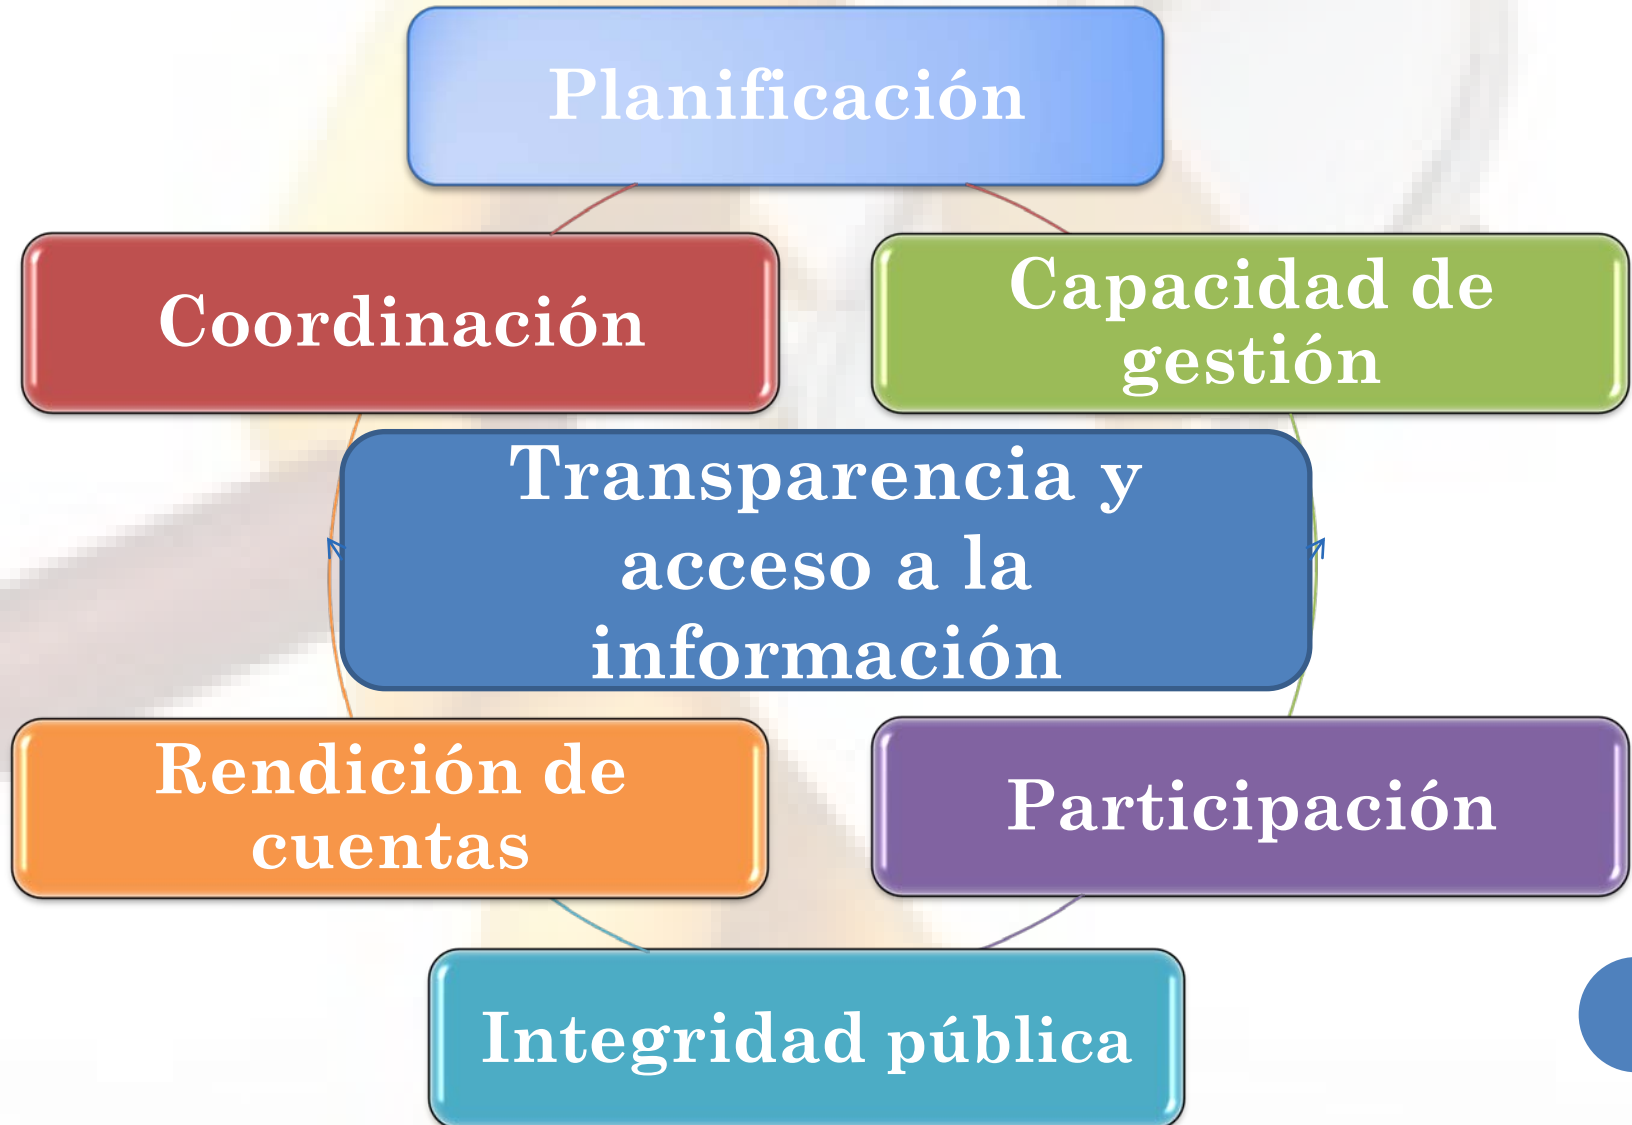 Planificación
Coordinación
Capacidad de
gestión
Transparencia y
acceso a la
información
Rendición de
cuentas
Participación
Integridad pública